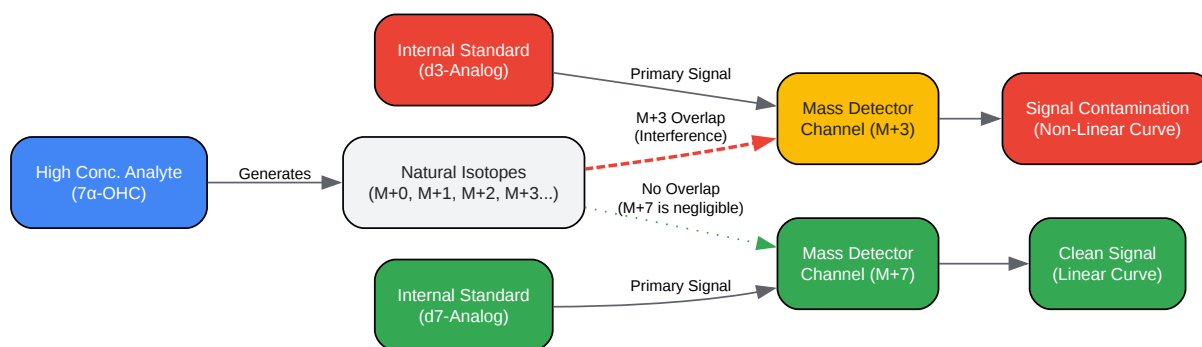 Internal Standard
(d3-Analog)
Primary Signal
Mass Detector
Channel (M+3)
Signal Contamination
(Non-Linear Curve)
M+3 Overlap
(Interference)
High Conc. Analyte
(7α-OHC)
Generates
Natural Isotopes
(M+0, M+1, M+2, M+3...)
No Overlap
(M+7 is negligible)
Mass Detector
Channel (M+7)
Clean Signal
(Linear Curve)
Internal Standard
(d7-Analog)
Primary Signal